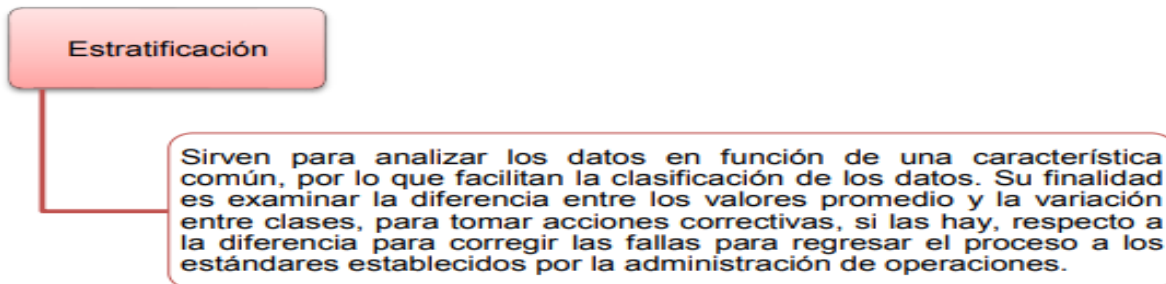 Estratificación
Sirven para analizar los datos en función de una característica
común, por lo que facilitan la clasificación de los datos. Su finalidad
es examinar la diferencia entre los valores promedio y la variación
entre clases, para tomar acciones correctivas, si las hay, respecto a
la diferencia para corregir las fallas para regresar el proceso a los
estándares establecidos por la administración de operaciones.